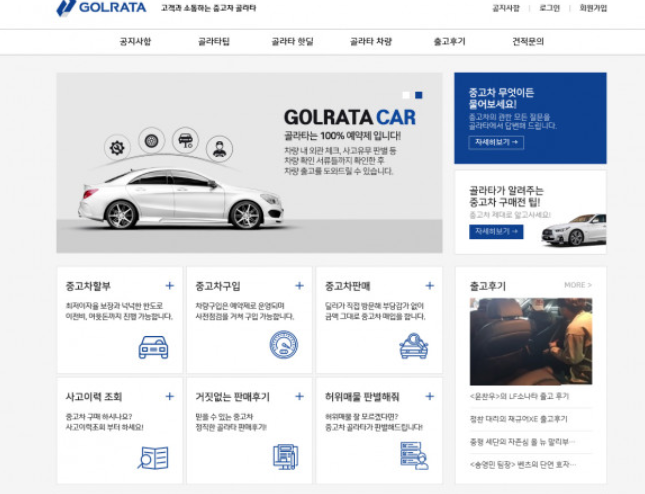 GOLRATA 고객과 소통하는 중고차 골라타
공지사항 | 로그인 | 회원가입
공지사항 골라타팁 골라타 핫딜 골라타 차량 출고후기 견적문의
GOLRATA CAR
골라타는 100% 예약제 입니다!
차량 내 외관 체크, 사고유무 판별 등
차량 확인 서류들까지 확인한 후
차량 출고를 도와드릴 수 있습니다.
중고차 무엇이든
물어보세요!
중고차의 관한 모든 질문을
골라타에서 답변해 드립니다.
자세히보기 →
골라타가 알려주는
중고차 구매전 팁!
중고차 제대로 알고사세요!
자세히보기 →
중고차할부 +
최저이자율 보장과 넉넉한 한도로
이전비, 여윳돈까지 진행 가능합니다.
중고차구입 +
차량구입은 예약제로 운영되며
사전점검을 거쳐 구입 가능합니다.
중고차판매 +
딜러가 직접 방문해 부담감가 없이
금액 그대로 중고차 매입을 합니다.
사고이력 조회 +
중고차 구매 하시나요?
사고이력조회 부터 하세요!
거짓없는 판매후기 +
믿을 수 있는 중고차
정직한 골라타 판매후기!
허위매물 판별해줘 +
허위매물 잘 모르겠다면?
중고차 골라타가 판별해드립니다!
출고후기 MORE >
<윤찬우>의 LF소나타 출고 후기
정찬 대리의 재규어XE 출고후기
중형 세단의 자존심 올 뉴 말리부…
<송영민 팀장> 벤츠의 단연 효자…